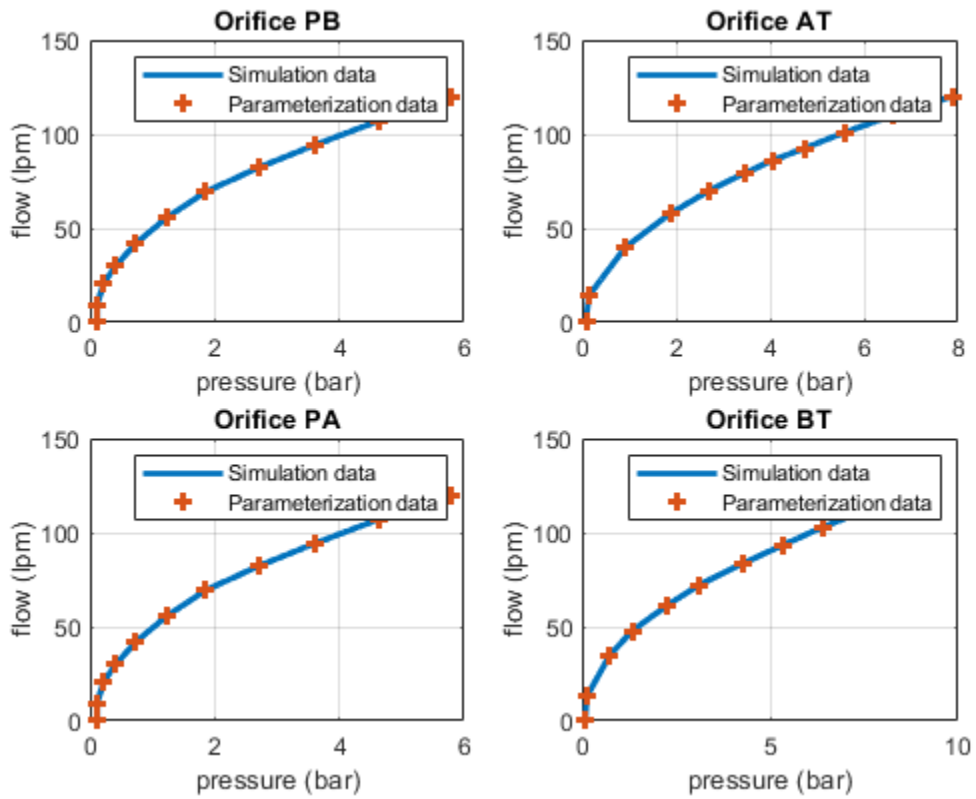 Orifice PB
150
100
50
0
flow (lpm)
Simulation data
Parameterization data
0 2 4 6
pressure (bar)
Orifice AT
150
100
50
0
flow (lpm)
Simulation data
Parameterization data
0 2 4 6 8
pressure (bar)
Orifice PA
150
100
50
0
flow (lpm)
Simulation data
Parameterization data
0 2 4 6
pressure (bar)
Orifice BT
150
100
50
0
flow (lpm)
Simulation data
Parameterization data
0 5 10
pressure (bar)